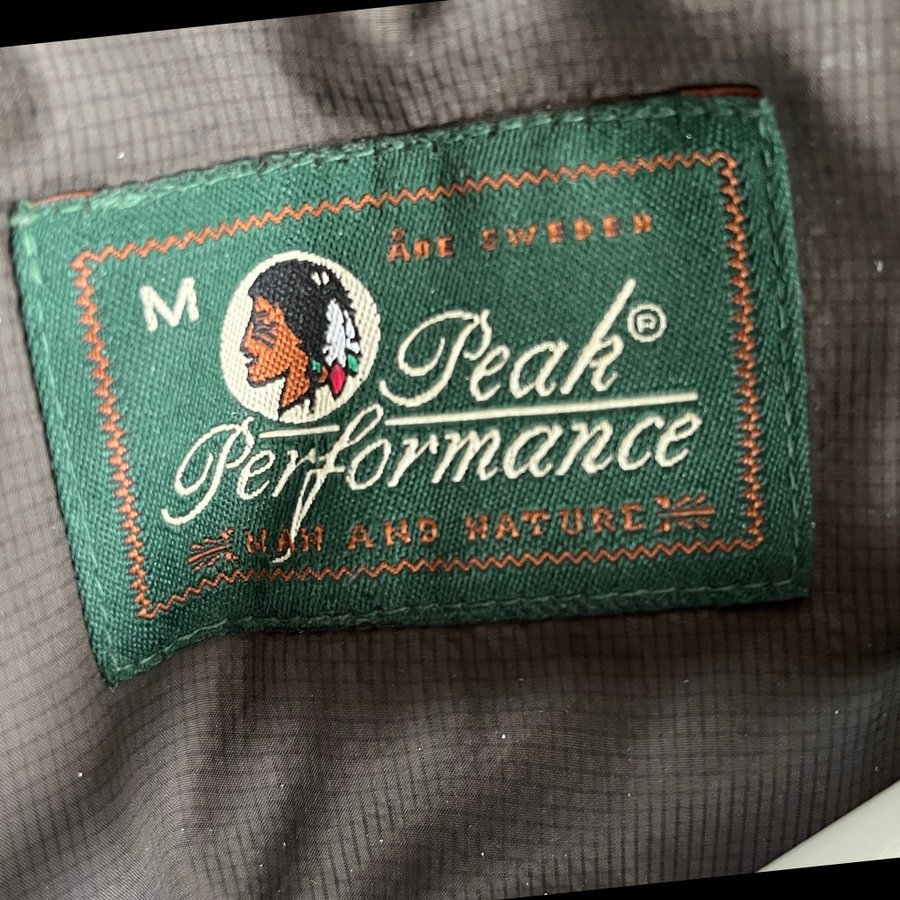 ÅRE SWEDEN
M
Peak®
Performance
MAN AND NATURE